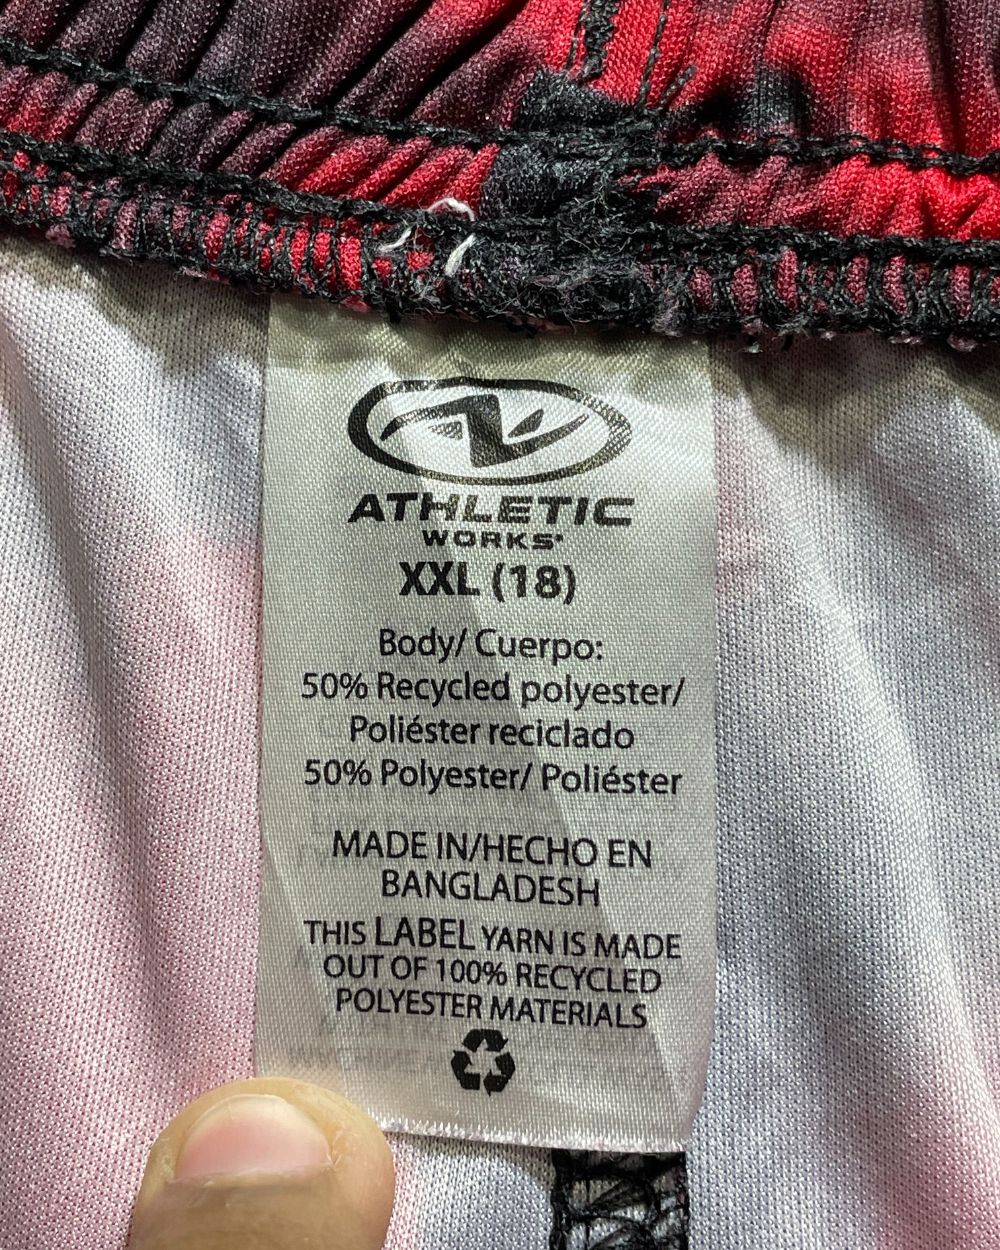 ATHLETIC
WORKS®
XXL (18)
Body/ Cuerpo:
50% Recycled polyester/
Poliéster reciclado
50% Polyester/ Poliéster
MADE IN/HECHO EN
BANGLADESH
THIS LABEL YARN IS MADE
OUT OF 100% RECYCLED
POLYESTER MATERIALS